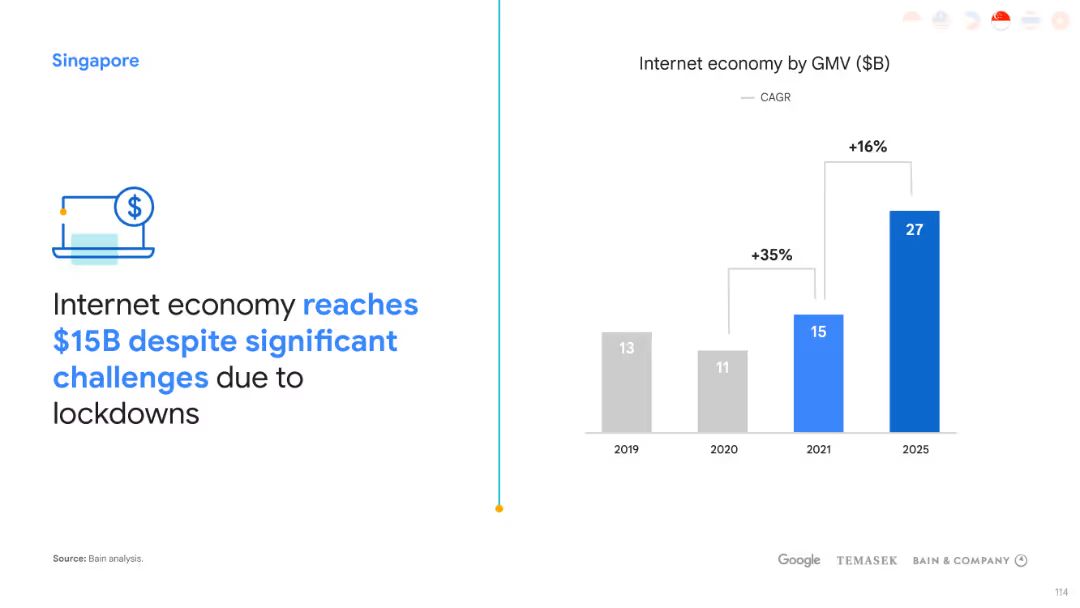 Singapore
$
Internet economy reaches
$15B despite significant
challenges due to
lockdowns
Internet economy by GMV ($B)
CAGR
+16%
+35%
13
11
15
27
2019
2020
2021
2025
Source: Bain analysis.
Google
TEMASEK
BAIN & COMPANY
114